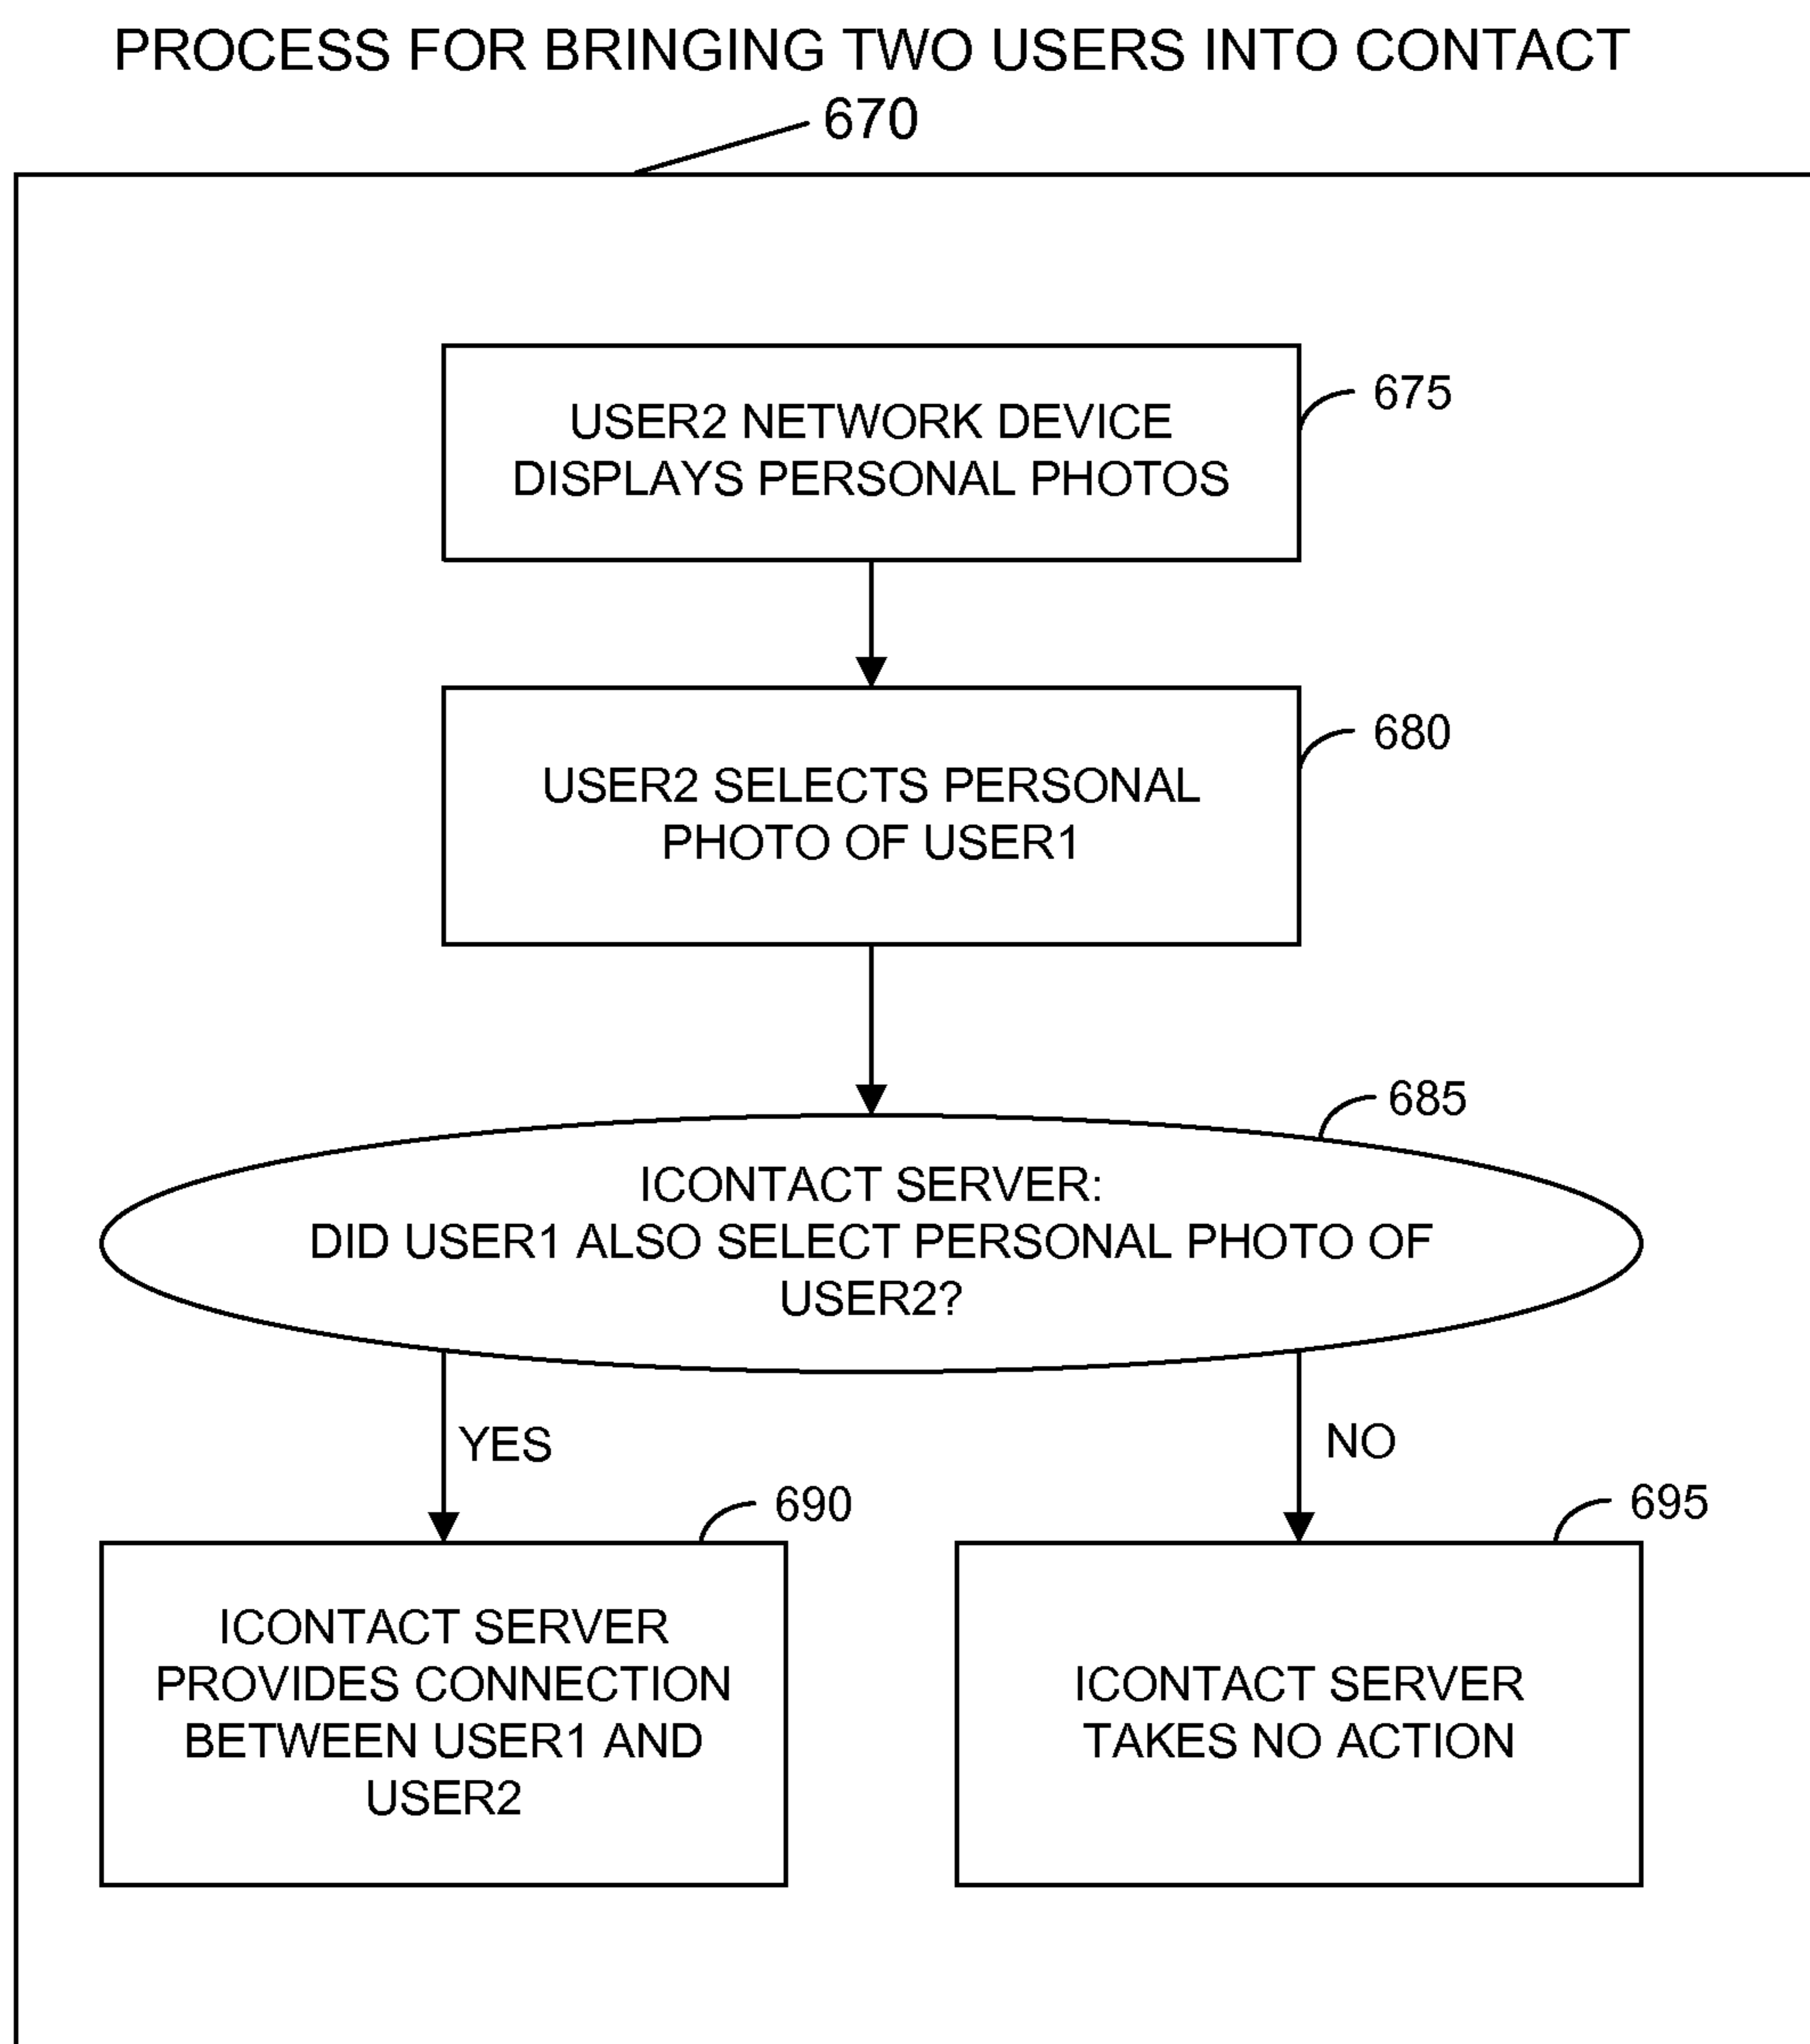 PROCESS FOR BRINGING TWO USERS INTO CONTACT
670
USER2 NETWORK DEVICE
DISPLAYS PERSONAL PHOTOS
675
USER2 SELECTS PERSONAL
PHOTO OF USER1
680
685
ICONTACT SERVER:
DID USER1 ALSO SELECT PERSONAL PHOTO OF
USER2?
YES
NO
690
695
ICONTACT SERVER
PROVIDES CONNECTION
BETWEEN USER1 AND
USER2
ICONTACT SERVER
TAKES NO ACTION